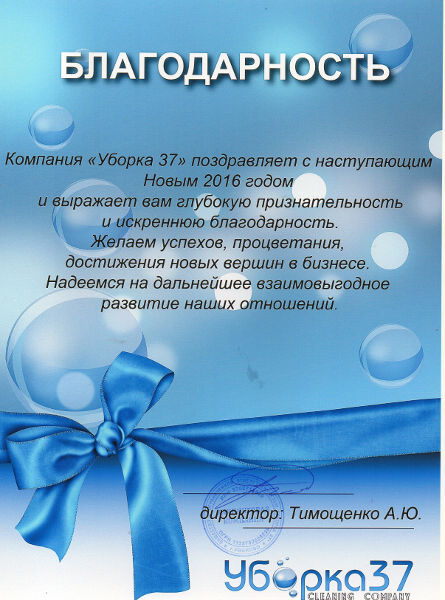 БЛАГОДАРНОСТЬ
Компания «Уборка 37» поздравляет с наступающим
Новым 2016 годом
и выражает вам глубокую признательность
и искреннюю благодарность.
Желаем успехов, процветания,
достижения новых вершин в бизнесе.
Надеемся на дальнейшее взаимовыгодное
развитие наших отношений.
директор: Тимощенко А.Ю.
Уборка37
CLEANING COMPANY